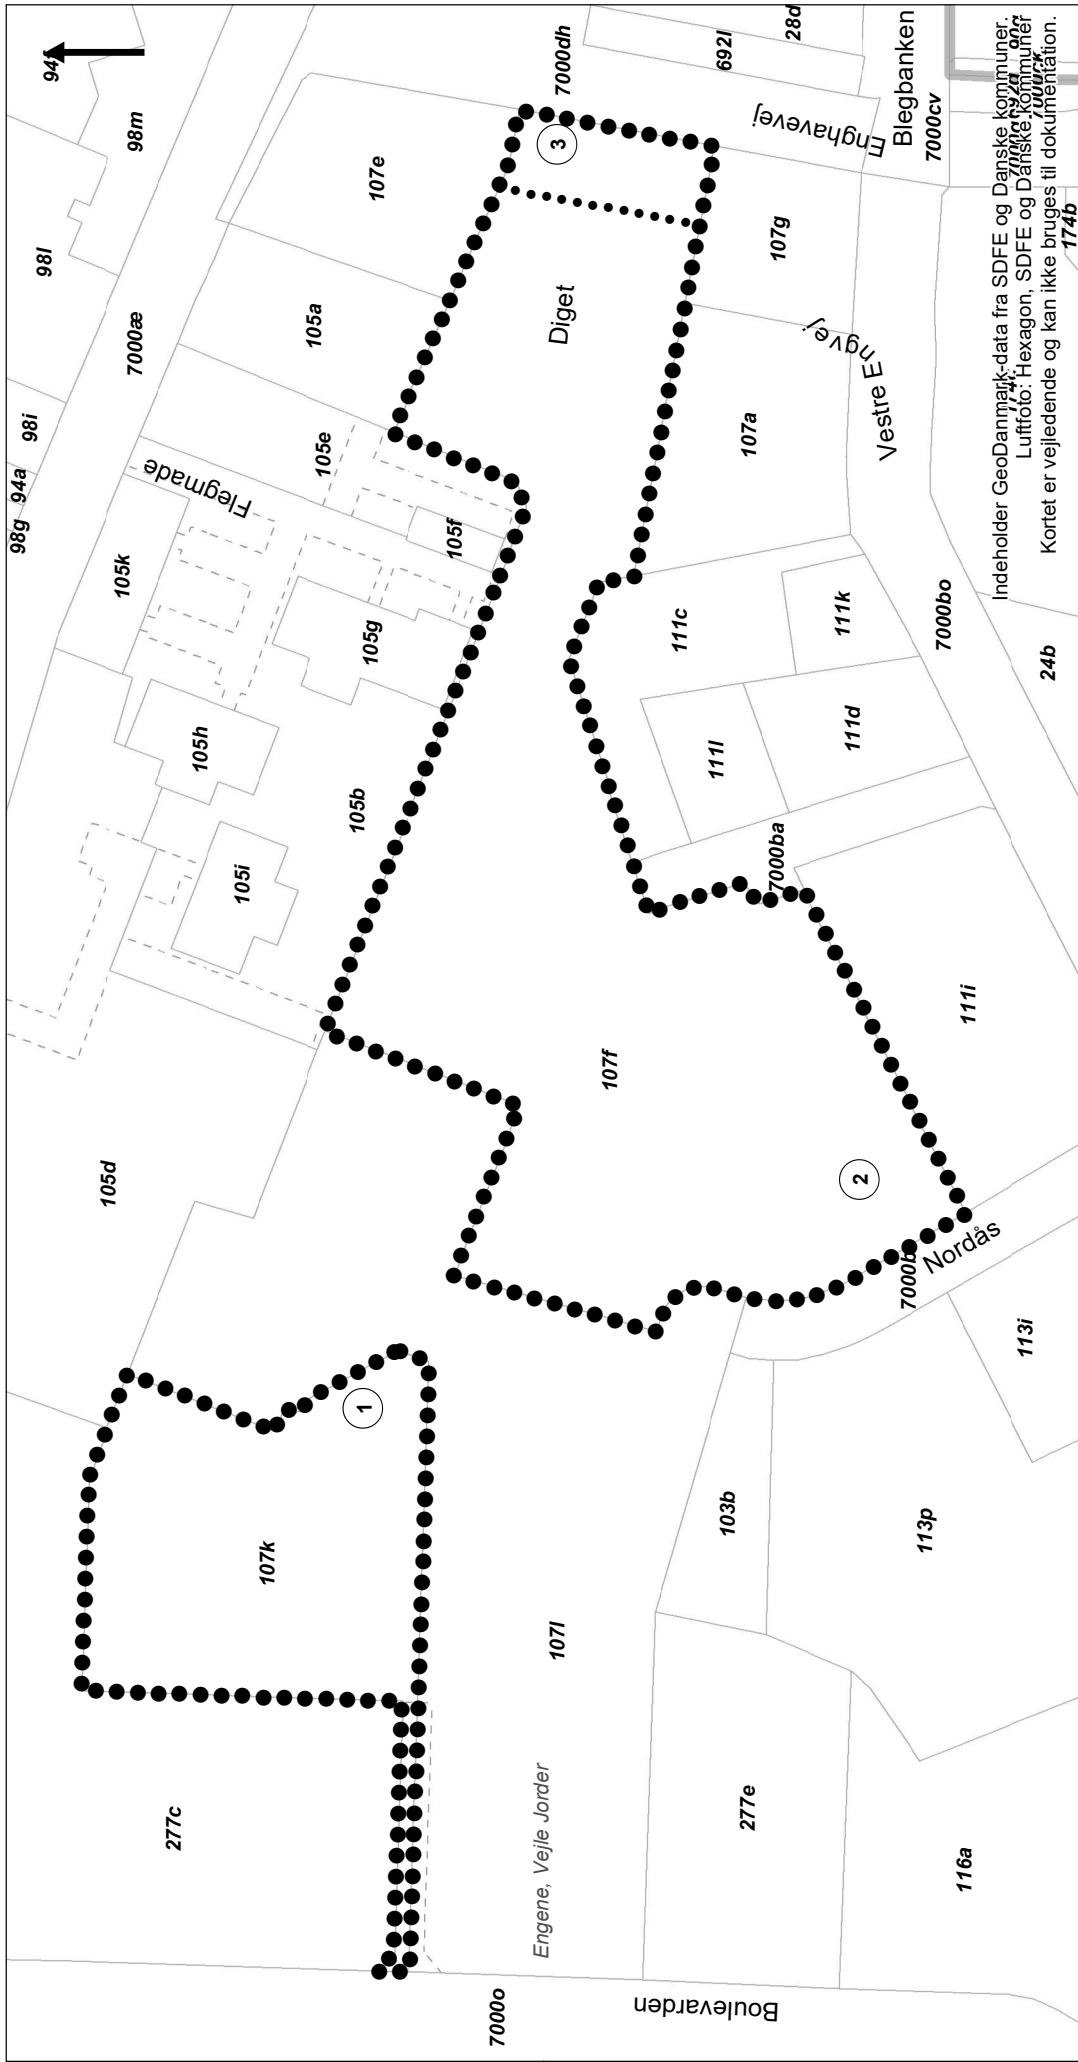 7000o
Boulevarden
277c
Engene, Vejle Jorder
277e
116a
107k
107l
103b
113p
113i
1
105d
2
Nordås
107f
111i
105i
105b
7000ba
105h
111l
111d
105g
111c
111k
7000bo
24b
105k
105f
Flegmade
105e
98g
94a
98i
107a
Vestre Engvej
7000æ
105a
Diget
98l
107e
107g
98m
3
7000dh
Enghavevej
692l
28d
Blegbanken
7000cv
174b
Indeholder GeoDanmark-data fra SDFE og Danske kommuner.
Luftfoto: Hexagon, SDFE og Danske kommuner
Kortet er vejledende og kan ikke bruges til dokumentation.